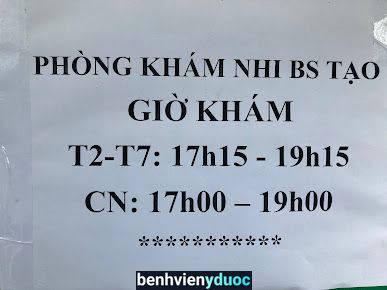 PHÒNG KHÁM NHI BS TẠO
GIỜ KHÁM
T2-T7: 17h15 - 19h15
CN: 17h00 – 19h00
***********
benhvienyduoc